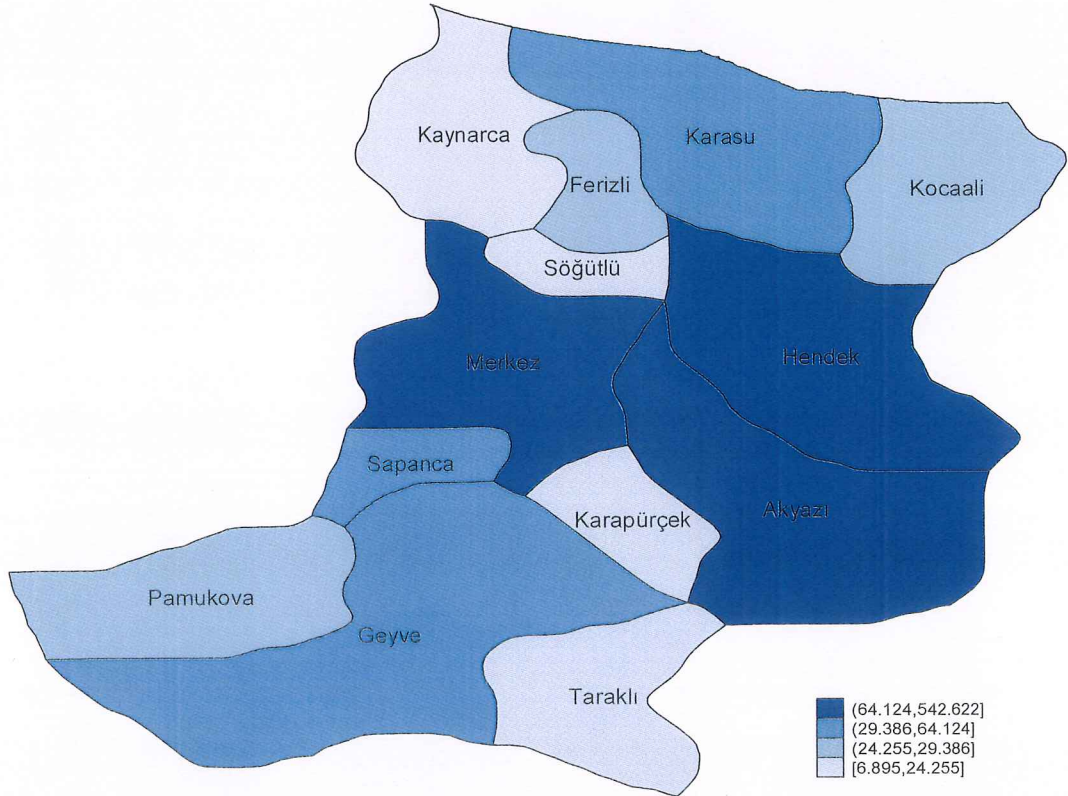 Kaynarca
Karasu
Ferizli
Kocaali
Söğütlü
Merkez
Hendek
Sapanca
Karapürçek
Akyazı
Pamukova
Geyve
Taraklı
(64.124,542.622]
(29.386,64.124]
(24.255,29.386]
[6.895,24.255]